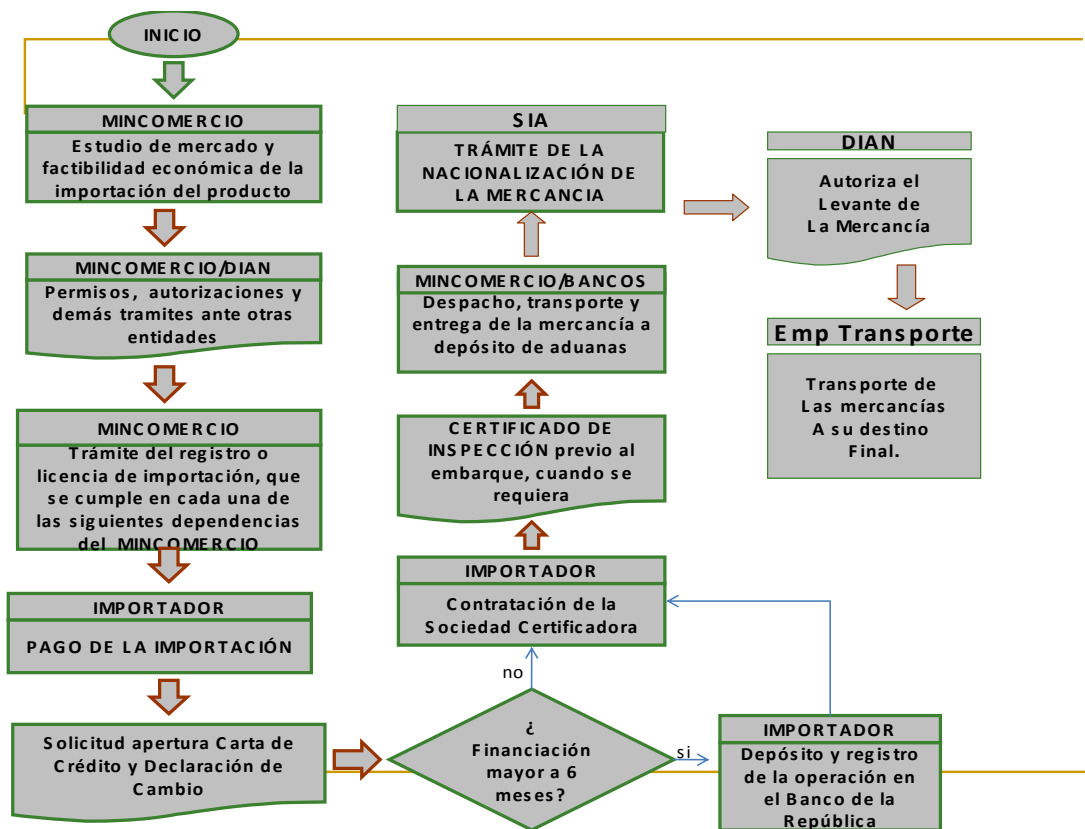 INICIO
MINCOMERCIO
Estudio de mercado y
factibilidad económica de la
importación del producto
MINCOMERCIO/DIAN
Permisos, autorizaciones y
demás tramites ante otras
entidades
MINCOMERCIO
Trámite del registro o
licencia de importación, que
se cumple en cada una de
las siguientes dependencias
del MINCOMERCIO
IMPORTADOR
PAGO DE LA IMPORTACIÓN
Solicitud apertura Carta de
Crédito y Declaración de
Cambio
¿
Financiación
mayor a 6
meses?
si
IMPORTADOR
Depósito y registro
de la operación en
el Banco de la
República
no
IMPORTADOR
Contratación de la
Sociedad Certificadora
CERTIFICADO DE
INSPECCIÓN previo al
embarque, cuando se
requiera
MINCOMERCIO/BANCOS
Despacho, transporte y
entrega de la mercancía a
depósito de aduanas
SIA
TRÁMITE DE LA
NACIONALIZACIÓN DE
LA MERCANCIA
DIAN
Autoriza el
Levante de
La Mercancía
Emp Transporte
Transporte de
Las mercancías
A su destino
Final.